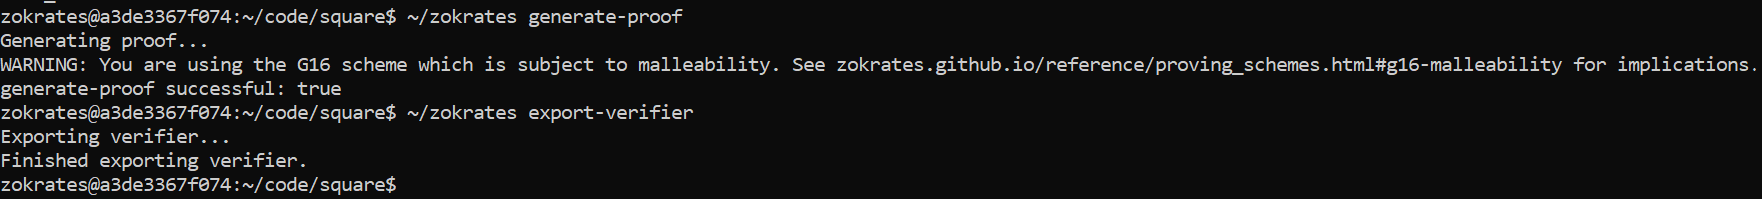 zokrates@a3de3367f074:~/code/square$ ~/zokrates generate-proof
Generating proof...
WARNING: You are using the G16 scheme which is subject to malleability. See zokrates.github.io/reference/proving_schemes.html#g16-malleability for implications.
generate-proof successful: true
zokrates@a3de3367f074:~/code/square$ ~/zokrates export-verifier
Exporting verifier...
Finished exporting verifier.
zokrates@a3de3367f074:~/code/square$